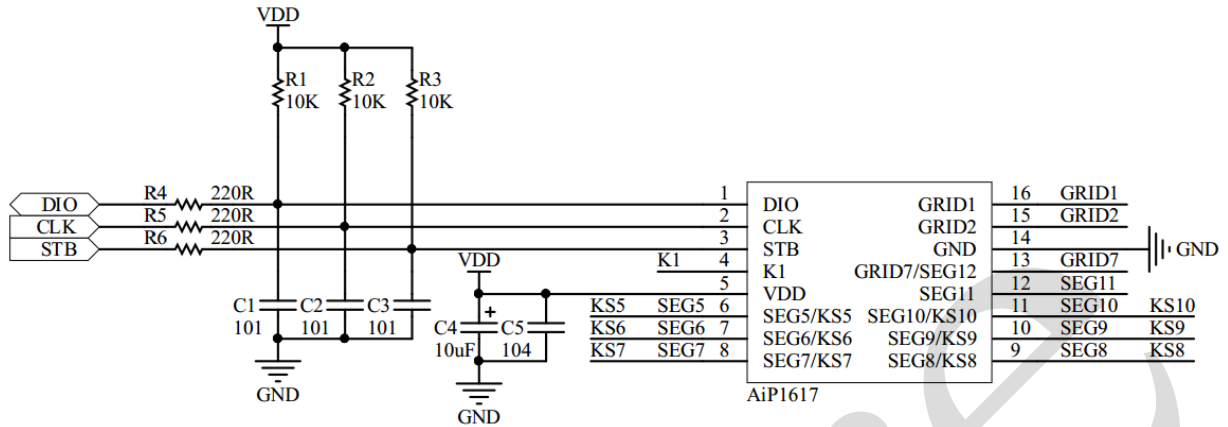 VDD
R1 R2 R3
10K 10K 10K
R4 220R 1 16 GRID1
DIO DIO GRID1
R5 220R 2 15 GRID2
CLK CLK GRID2
R6 220R 3 14
STB STB GND GND
VDD K1 4 13 GRID7
K1 GRID7/SEG12
5 12 SEG11
VDD SEG11
C1 C2 C3 KS5 SEG5 6 11 SEG10 KS10
101 101 101 C4 + C5 SEG5/KS5 SEG10/KS10
KS6 SEG6 7 10 SEG9 KS9
10uF 104 SEG6/KS6 SEG9/KS9
KS7 SEG7 8 9 SEG8 KS8
SEG7/KS7 SEG8/KS8
GND AiP1617
GND